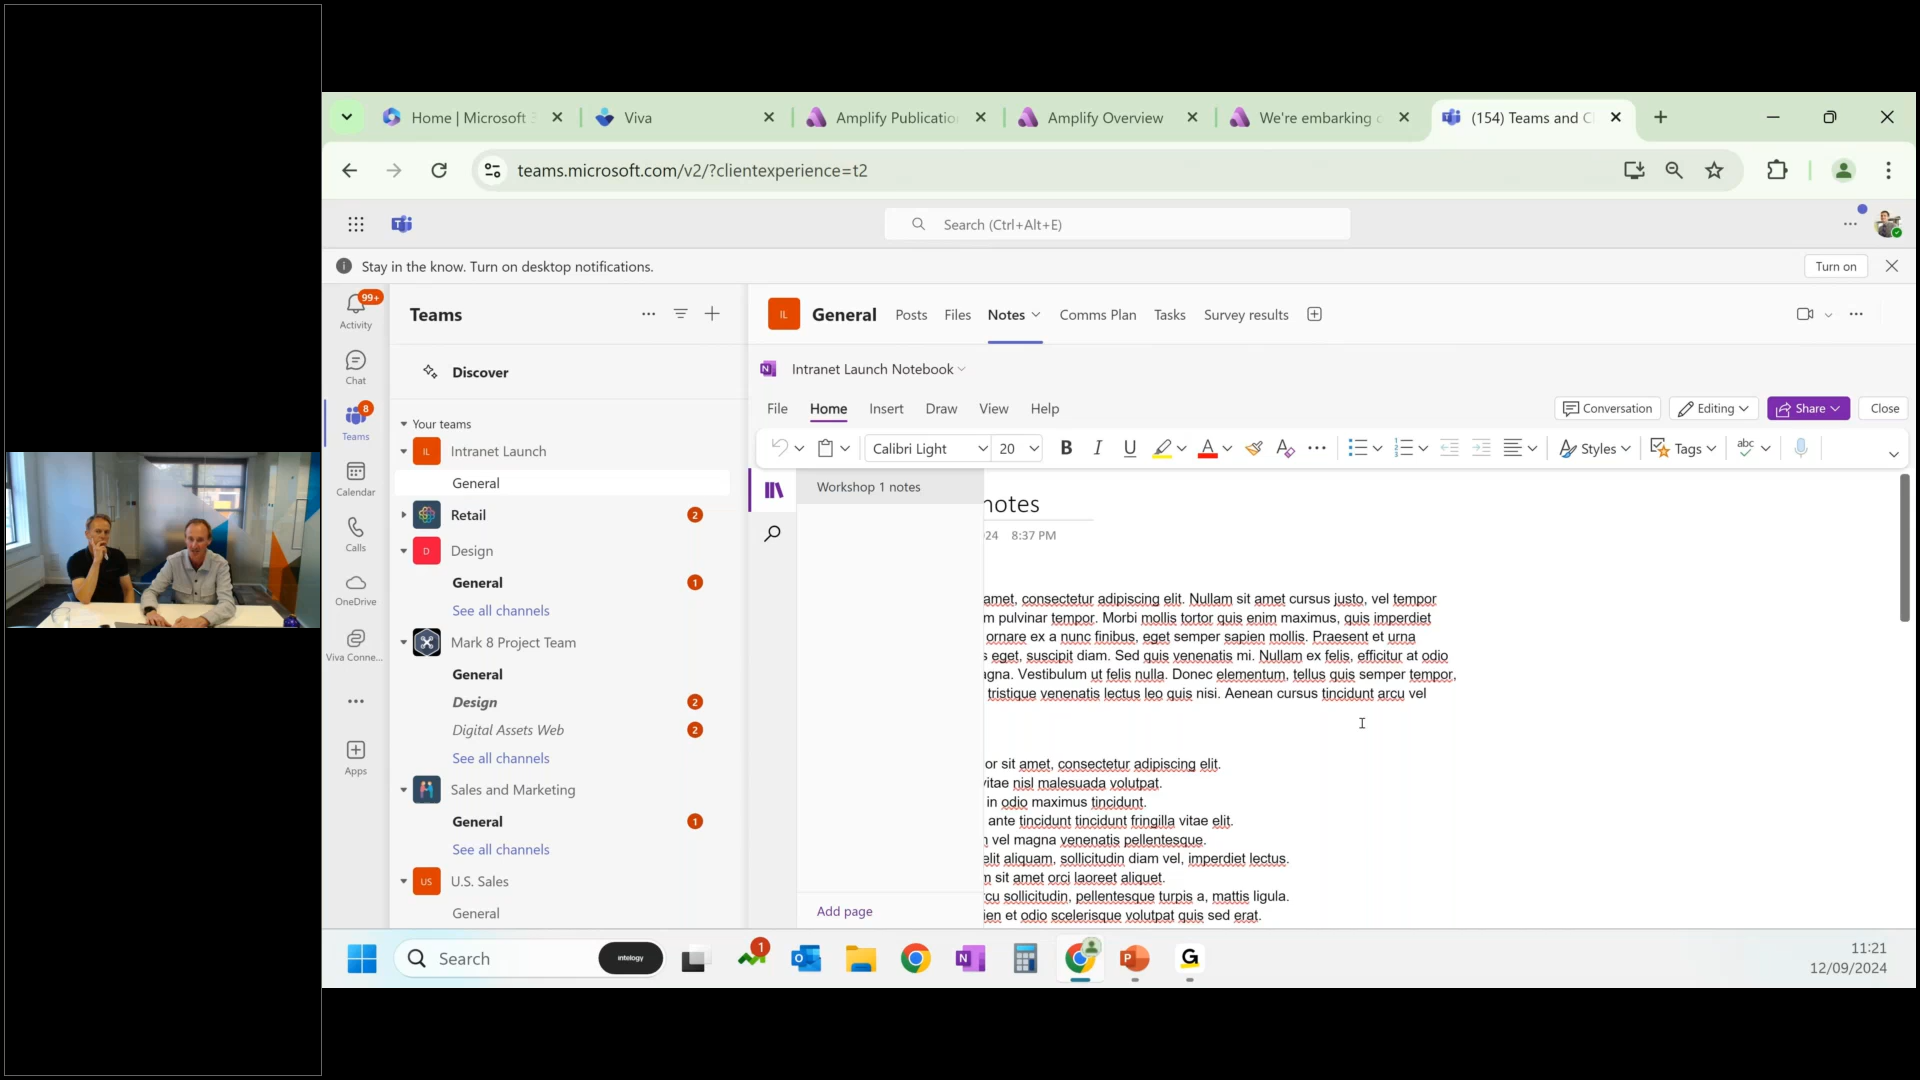 Home | Microsoft 3
Viva
Amplify Publicatio
Amplify Overview
We're embarking o
(154) Teams and C
teams.microsoft.com/v2/?clientexperience=t2
Search (Ctrl+Alt+E)
Stay in the know. Turn on desktop notifications.
Turn on
99+
Activity
Chat
8
Teams
Calendar
Calls
OneDrive
Viva Conne...
Apps
Teams
Discover
Your teams
IL Intranet Launch
General
Retail 2
D Design
General 1
See all channels
Mark 8 Project Team
General
Design 2
Digital Assets Web 2
See all channels
Sales and Marketing
General 1
See all channels
US U.S. Sales
General
IL General Posts Files Notes Comms Plan Tasks Survey results
N Intranet Launch Notebook
File Home Insert Draw View Help
Conversation Editing Share Close
Calibri Light 20 B I U A A Styles Tags abc
Workshop 1 notes
Add page
notes
24 8:37 PM
amet, consectetur adipiscing elit. Nullam sit amet cursus justo, vel tempor
m pulvinar tempor. Morbi mollis tortor quis enim maximus, quis imperdiet
ornare ex a nunc finibus, eget semper sapien mollis. Praesent et urna
s eget, suscipit diam. Sed quis venenatis mi. Nullam ex felis, efficitur at odio
agna. Vestibulum ut felis nulla. Donec elementum, tellus quis semper tempor,
tristique venenatis lectus leo quis nisi. Aenean cursus tincidunt arcu vel
or sit amet, consectetur adipiscing elit.
vitae nisl malesuada volutpat.
in odio maximus tincidunt.
ante tincidunt tincidunt fringilla vitae elit.
n vel magna venenatis pellentesque.
elit aliquam, sollicitudin diam vel, imperdiet lectus.
m sit amet orci laoreet aliquet.
rcu sollicitudin, pellentesque turpis a, mattis ligula.
ien et odio scelerisque volutpat quis sed erat.
Search
intelogy
1
11:21
12/09/2024